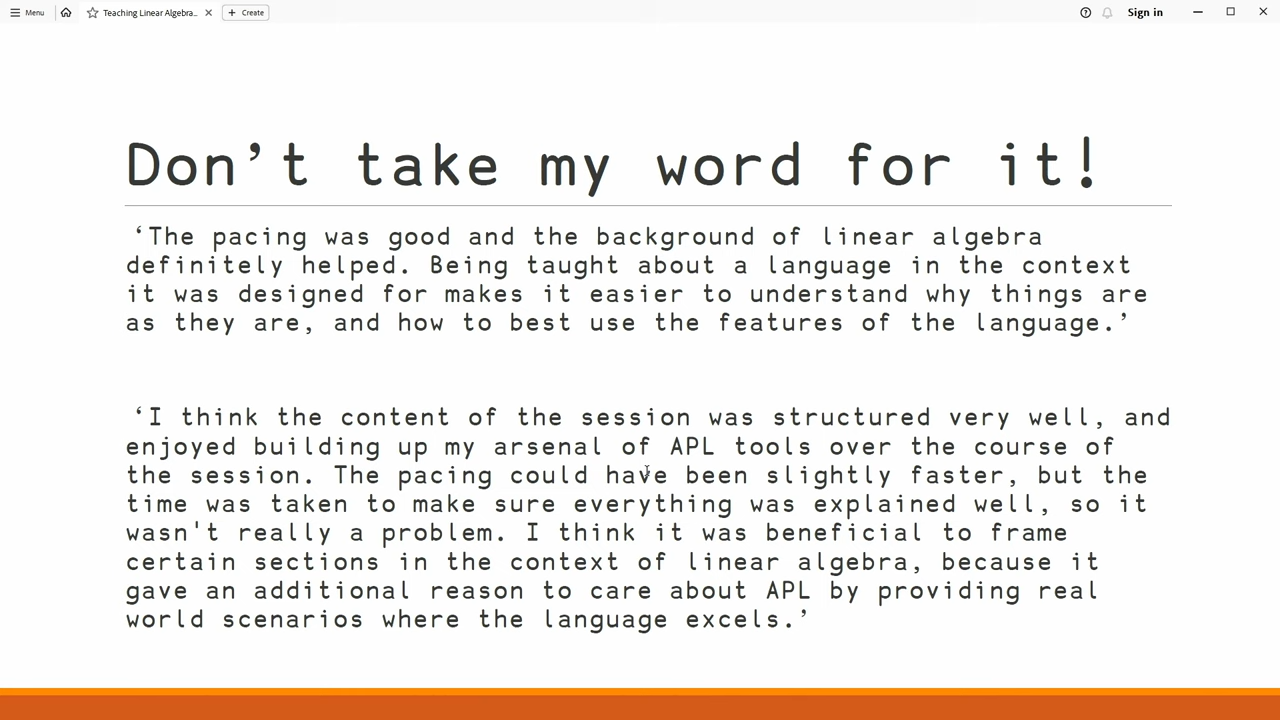 Menu
Teaching Linear Algebra...
Create
Sign in
Don’t take my word for it!
‘The pacing was good and the background of linear algebra
definitely helped. Being taught about a language in the context
it was designed for makes it easier to understand why things are
as they are, and how to best use the features of the language.’
‘I think the content of the session was structured very well, and
enjoyed building up my arsenal of APL tools over the course of
the session. The pacing could have been slightly faster, but the
time was taken to make sure everything was explained well, so it
wasn't really a problem. I think it was beneficial to frame
certain sections in the context of linear algebra, because it
gave an additional reason to care about APL by providing real
world scenarios where the language excels.’